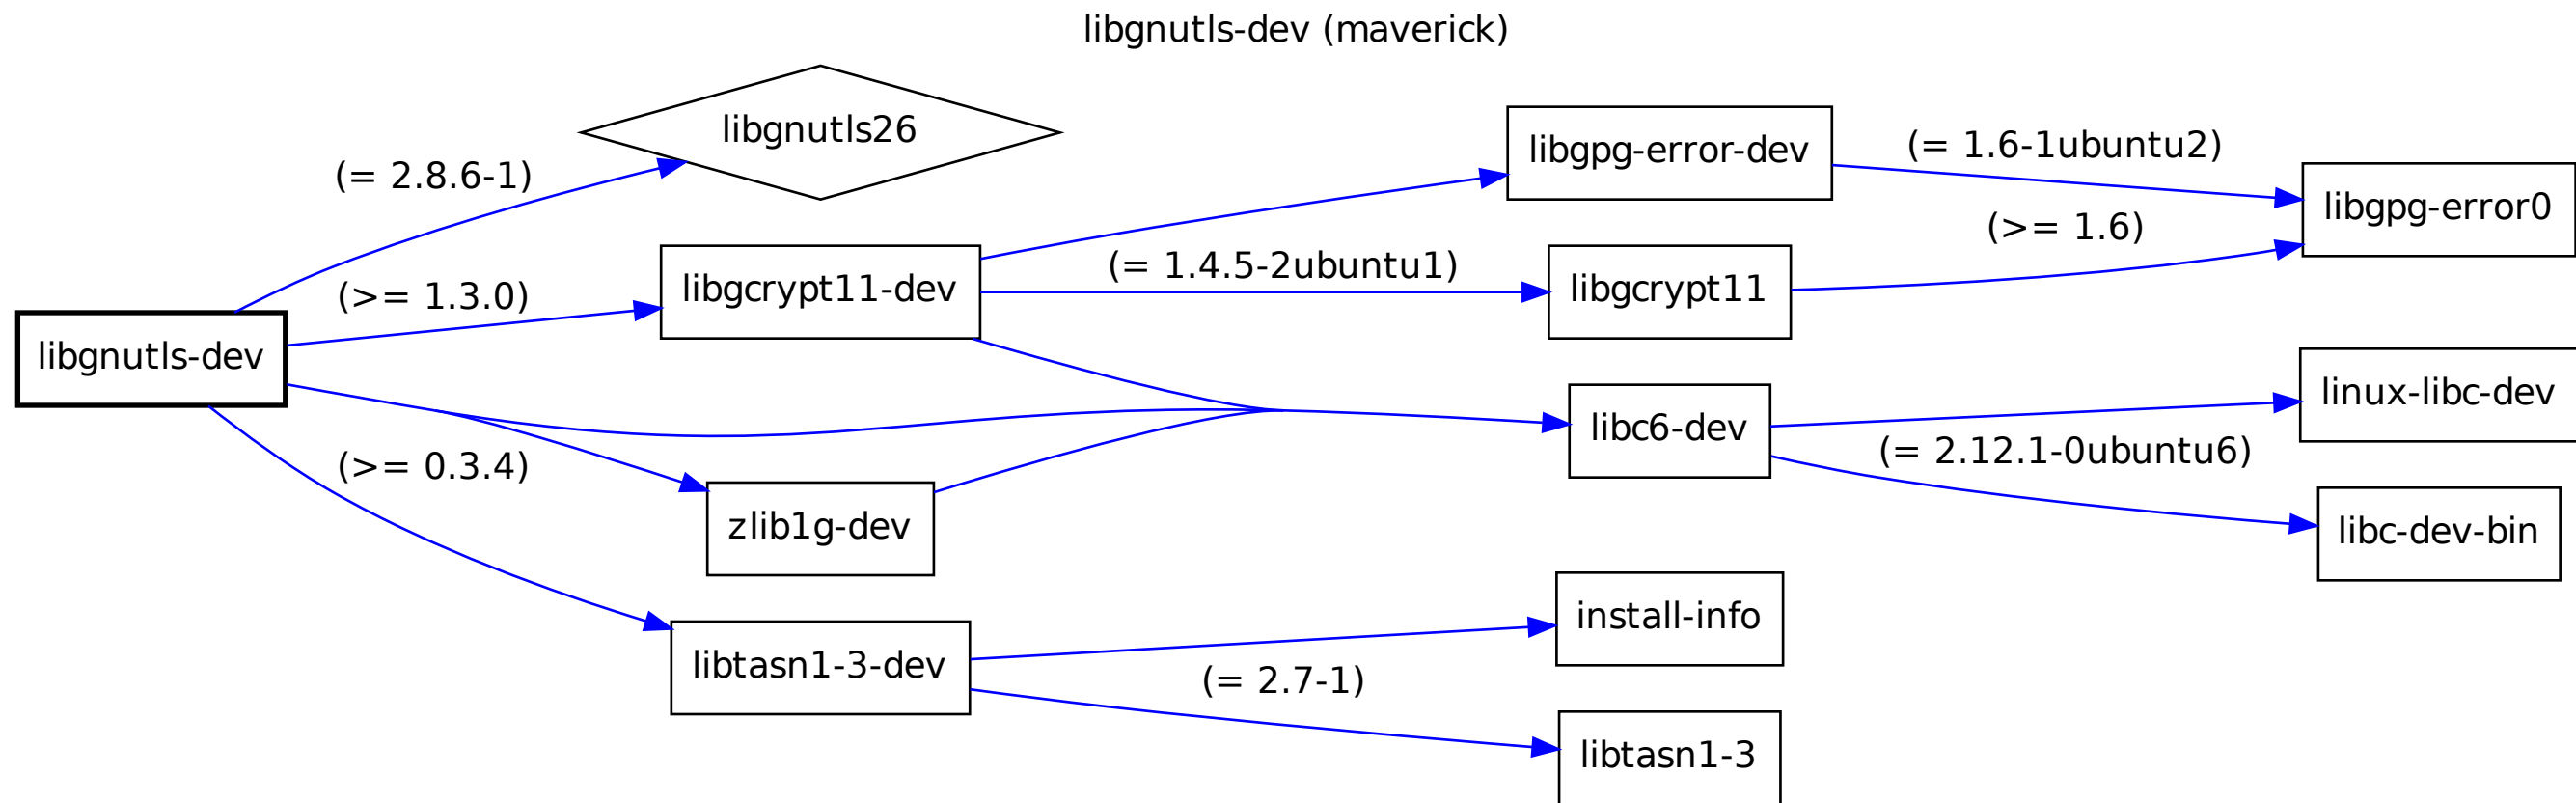 libgnutls-dev (maverick)
libgnutls26
(= 2.8.6-1)
libgpg-error-dev
(= 1.6-1ubuntu2)
libgpg-error0
(>= 1.6)
(>= 1.3.0)
libgcrypt11-dev
(= 1.4.5-2ubuntu1)
libgcrypt11
libgnutls-dev
linux-libc-dev
libc6-dev
(= 2.12.1-0ubuntu6)
(>= 0.3.4)
zlib1g-dev
libc-dev-bin
install-info
libtasn1-3-dev
(= 2.7-1)
libtasn1-3